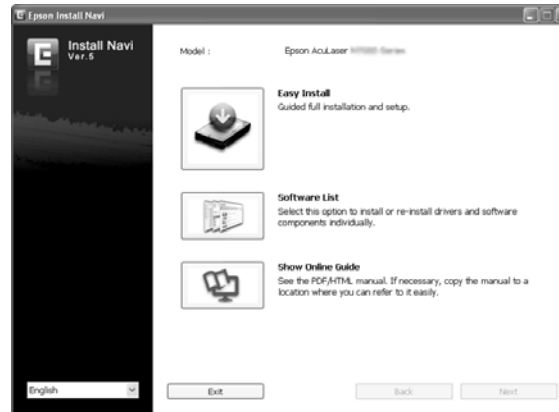 Epson Install Navi
Install Navi
Ver.5
Model :
Epson AcuLaser
Easy Install
Guided full installation and setup.
Software List
Select this option to install or re-install drivers and software
components individually.
Show Online Guide
See the PDF/HTML manual. If necessary, copy the manual to a
location where you can refer to it easily.
English
Exit
Back
Next